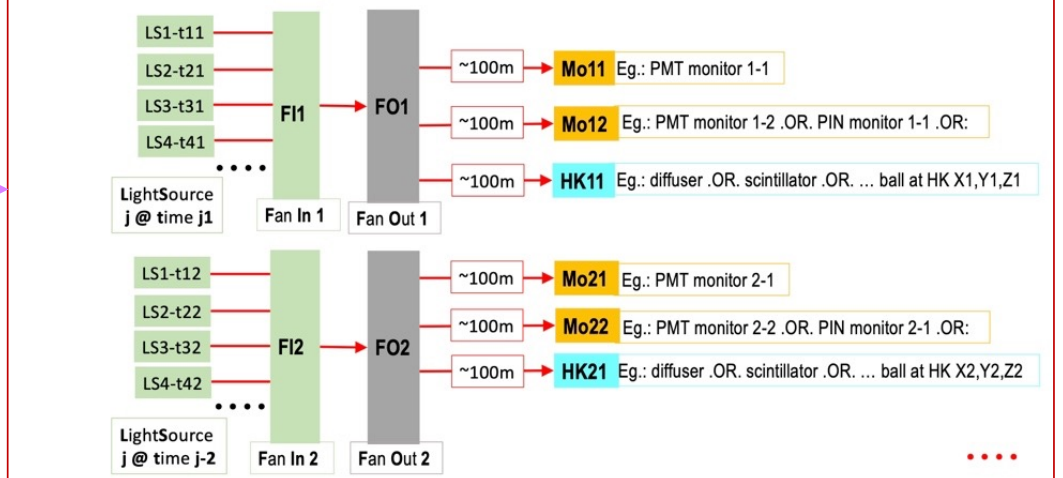 LS1-t11
LS2-t21
LS3-t31
LS4-t41
• • • •
LightSource
j @ time j1
FI1
Fan In 1
FO1
Fan Out 1
~100m
Mo11 Eg.: PMT monitor 1-1
~100m
Mo12 Eg.: PMT monitor 1-2 .OR. PIN monitor 1-1 .OR:
~100m
HK11 Eg.: diffuser .OR. scintillator .OR. ... ball at HK X1,Y1,Z1
LS1-t12
LS2-t22
LS3-t32
LS4-t42
• • • •
LightSource
j @ time j-2
FI2
Fan In 2
FO2
Fan Out 2
~100m
Mo21 Eg.: PMT monitor 2-1
~100m
Mo22 Eg.: PMT monitor 2-2 .OR. PIN monitor 2-1 .OR:
~100m
HK21 Eg.: diffuser .OR. scintillator .OR. ... ball at HK X2,Y2,Z2
• • • •